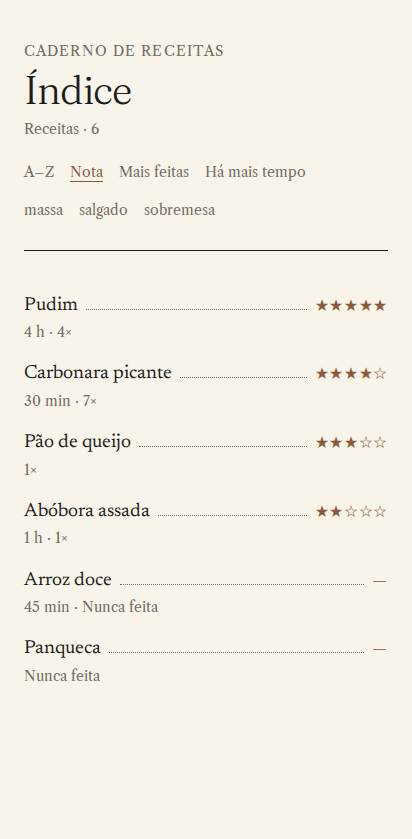 CADERNO DE RECEITAS
Índice
Receitas · 6
A–Z Nota Mais feitas Há mais tempo
massa salgado sobremesa
Pudim ★★★★★
4 h · 4×
Carbonara picante ★★★★☆
30 min · 7×
Pão de queijo ★★★☆☆
1×
Abóbora assada ★★☆☆☆
1 h · 1×
Arroz doce —
45 min · Nunca feita
Panqueca —
Nunca feita